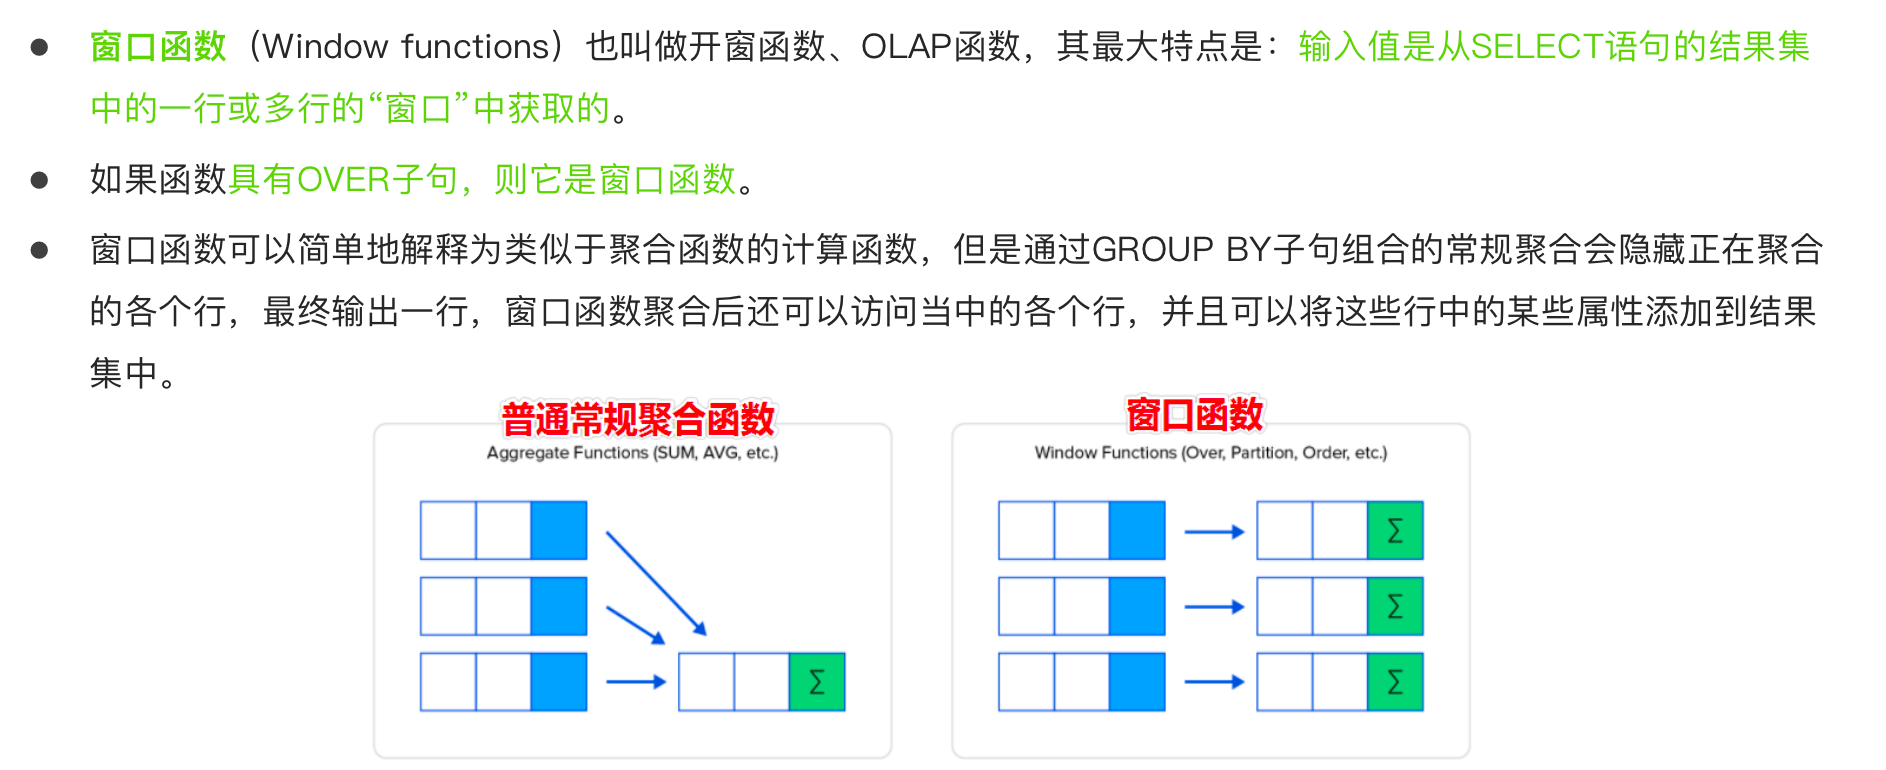 ● 窗口函数（Window functions）也叫做开窗函数、OLAP函数，其最大特点是：输入值是从SELECT语句的结果集
中的一行或多行的“窗口”中获取的。
● 如果函数具有OVER子句，则它是窗口函数。
● 窗口函数可以简单地解释为类似于聚合函数的计算函数，但是通过GROUP BY子句组合的常规聚合会隐藏正在聚合
的各个行，最终输出一行，窗口函数聚合后还可以访问当中的各个行，并且可以将这些行中的某些属性添加到结果
集中。
普通常规聚合函数
Aggregate Functions (SUM, AVG, etc.)
Σ
窗口函数
Window Functions (Over, Partition, Order, etc.)
Σ
Σ
Σ